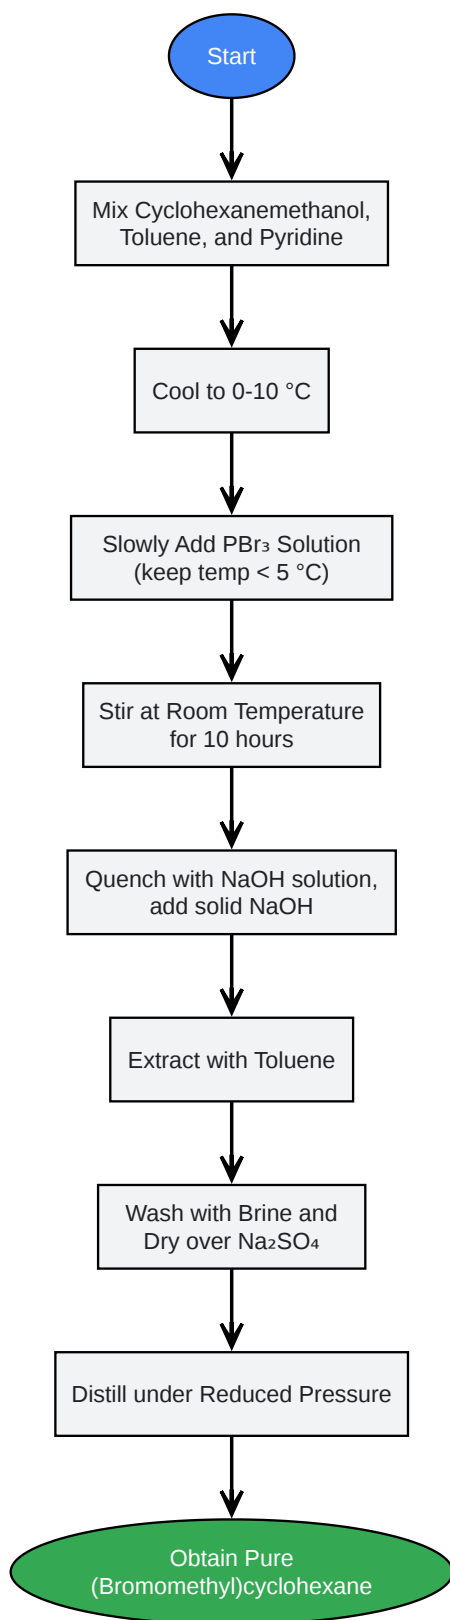 Start
Mix Cyclohexanemethanol,
Toluene, and Pyridine
Cool to 0-10 °C
Slowly Add PBr₃ Solution
(keep temp < 5 °C)
Stir at Room Temperature
for 10 hours
Quench with NaOH solution,
add solid NaOH
Extract with Toluene
Wash with Brine and
Dry over Na₂SO₄
Distill under Reduced Pressure
Obtain Pure
(Bromomethyl)cyclohexane